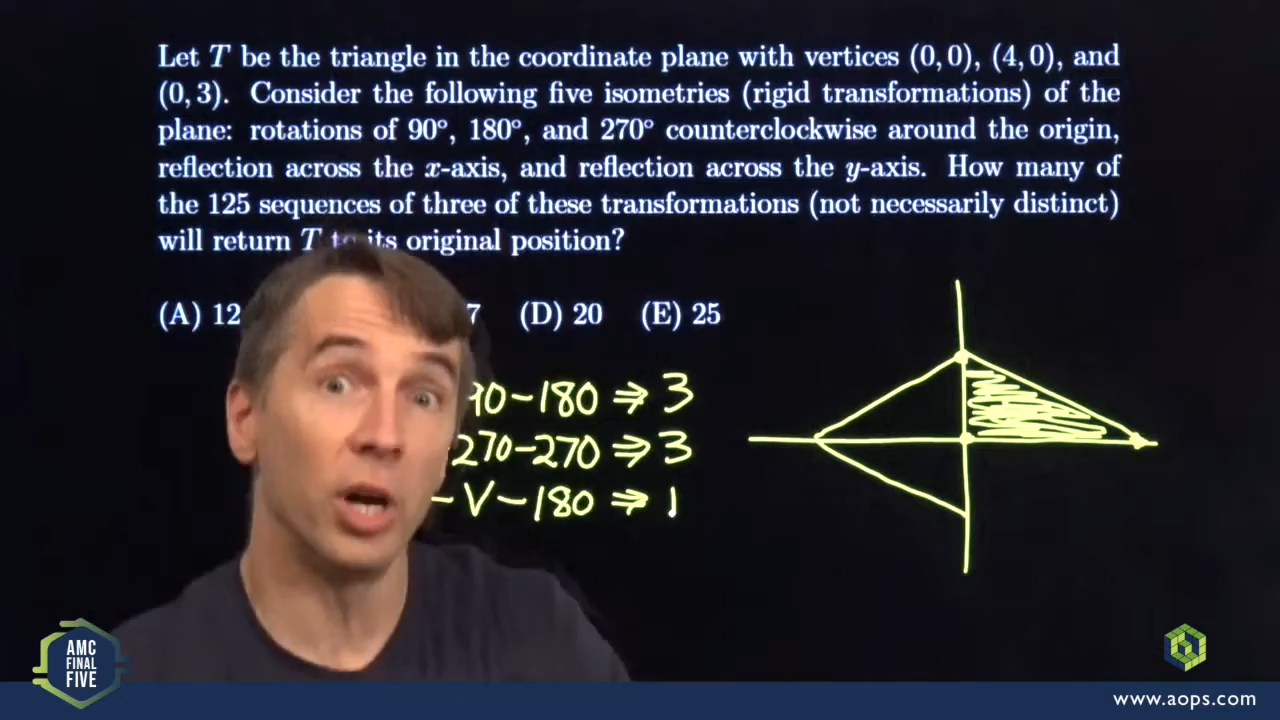 Let T be the triangle in the coordinate plane with vertices (0, 0), (4, 0), and
(0, 3). Consider the following five isometries (rigid transformations) of the
plane: rotations of 90°, 180°, and 270° counterclockwise around the origin,
reflection across the x-axis, and reflection across the y-axis. How many of
the 125 sequences of three of these transformations (not necessarily distinct)
will return T to its original position?
(A) 12 7 (D) 20 (E) 25
90-180 ⇒ 3
270-270 ⇒ 3
-V-180 ⇒ 1
AMC
FINAL
FIVE
www.aops.com